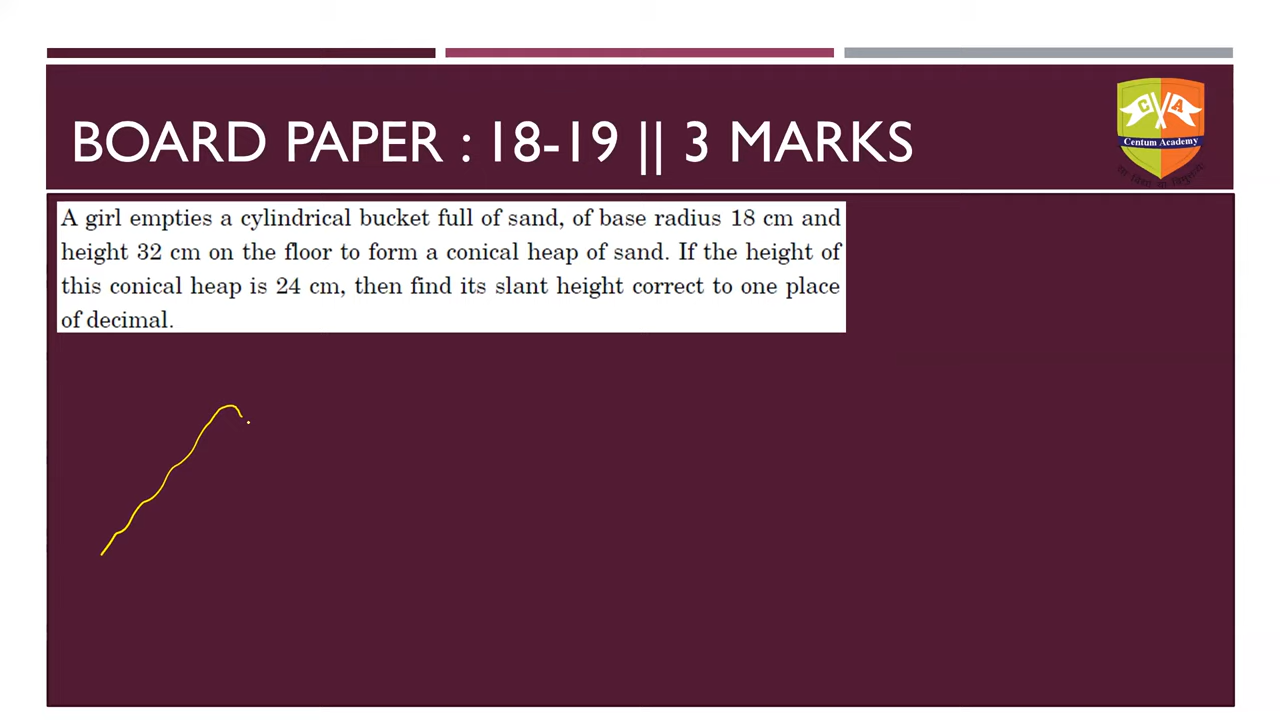 BOARD PAPER : 18-19 || 3 MARKS
C A
Centum Academy
A girl empties a cylindrical bucket full of sand, of base radius 18 cm and
height 32 cm on the floor to form a conical heap of sand. If the height of
this conical heap is 24 cm, then find its slant height correct to one place
of decimal.